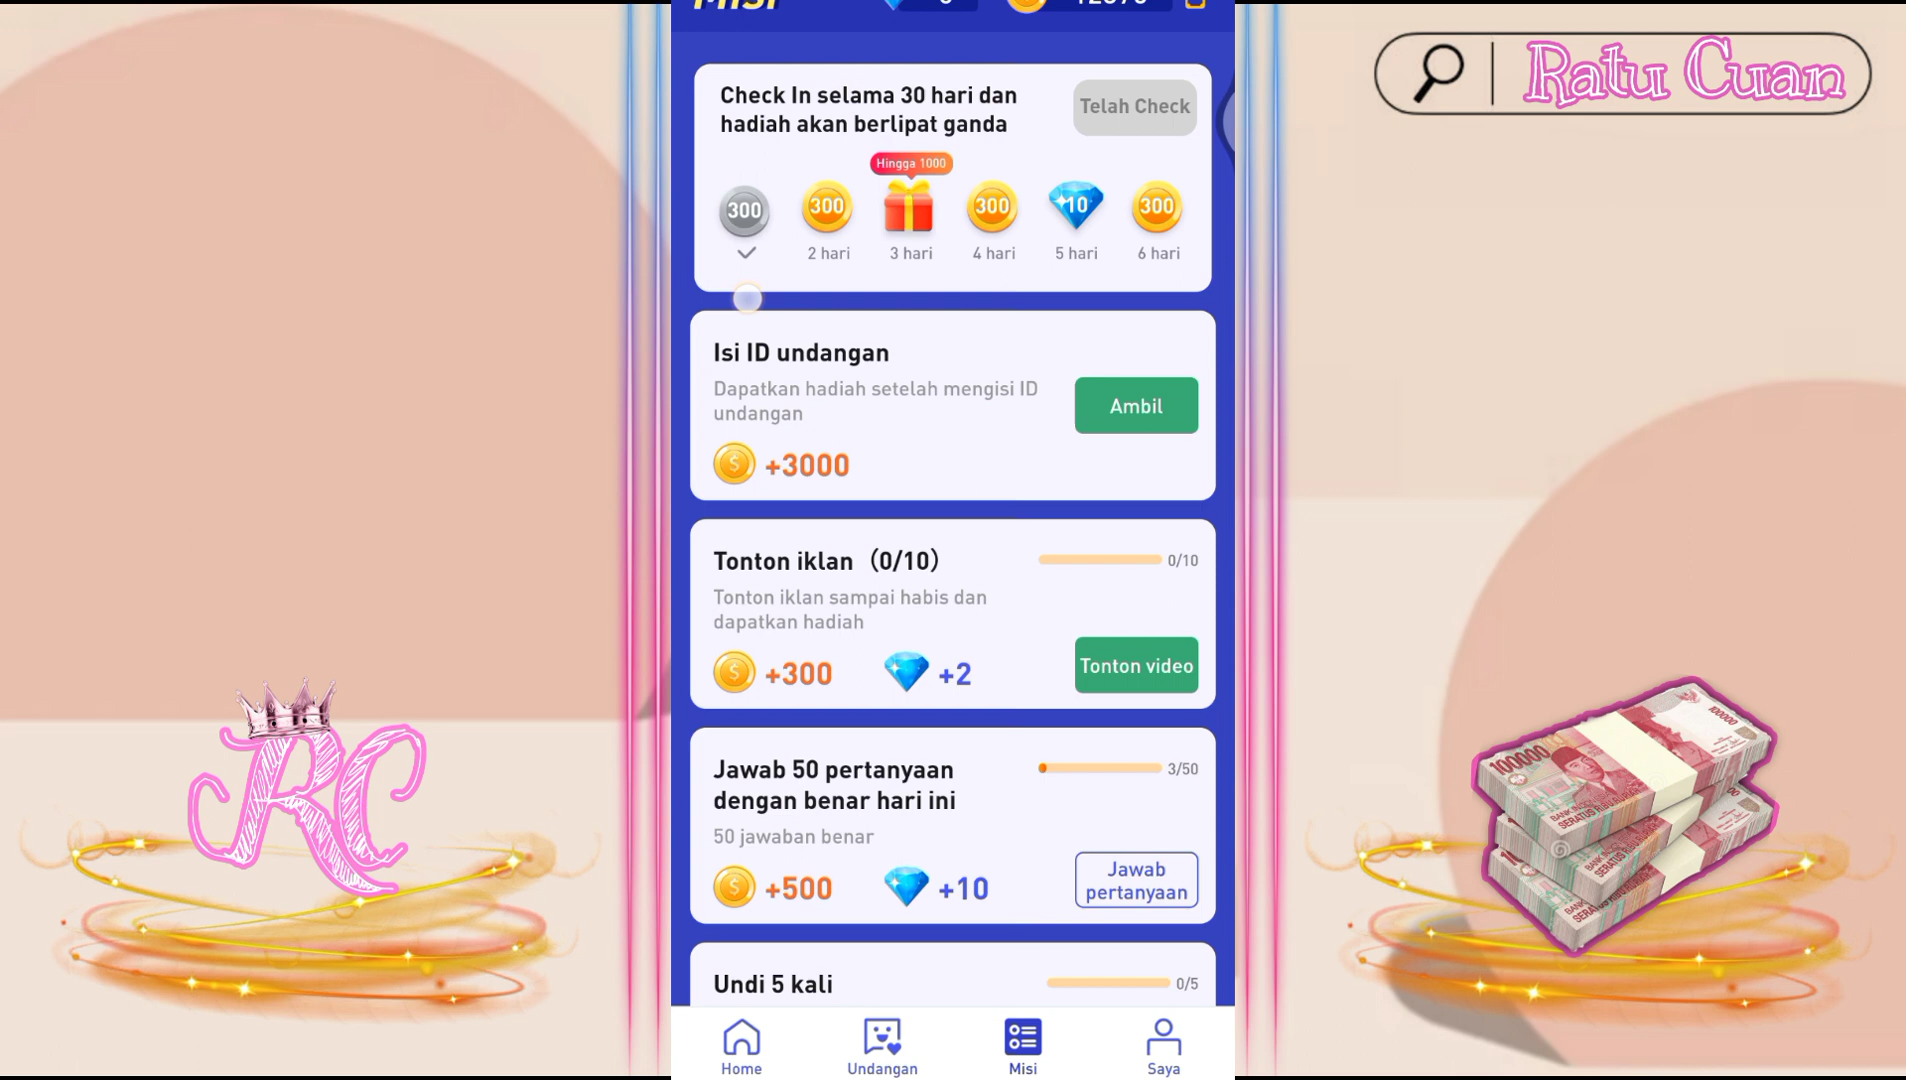 Ratu Cuan
Check In selama 30 hari dan
hadiah akan berlipat ganda
Telah Check
Hingga 1000
300
300
300
10
300
2 hari
3 hari
4 hari
5 hari
6 hari
Isi ID undangan
Dapatkan hadiah setelah mengisi ID
undangan
Ambil
+3000
Tonton iklan（0/10）
0/10
Tonton iklan sampai habis dan
dapatkan hadiah
+300
+2
Tonton video
Jawab 50 pertanyaan
dengan benar hari ini
3/50
50 jawaban benar
+500
+10
Jawab
pertanyaan
Undi 5 kali
0/5
Home
Undangan
Misi
Saya
RC
100000
100000